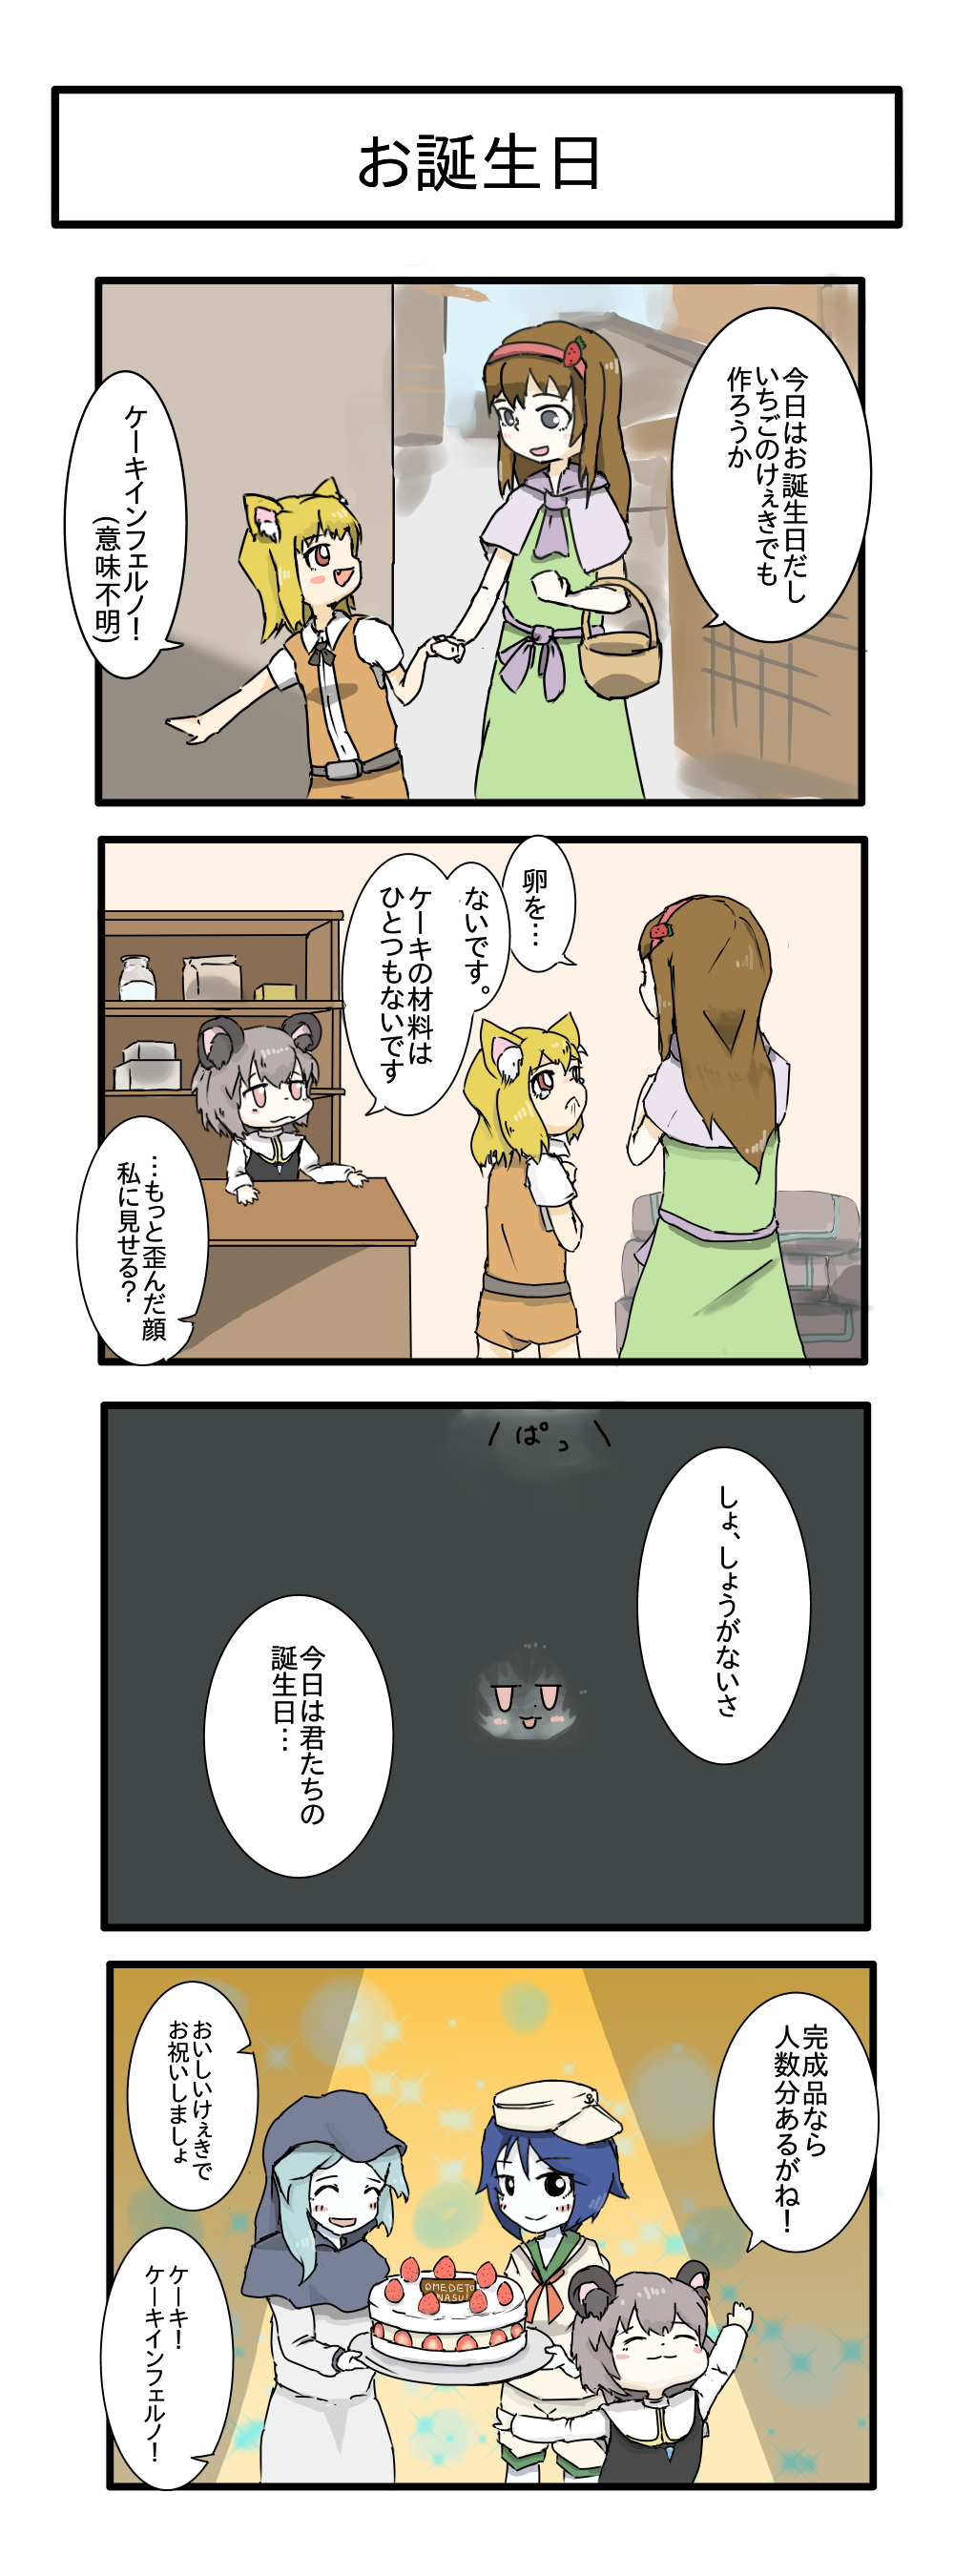 お誕生日
今日はお誕生日だし
いちごのけぇきでも
作ろうか
ケーキインフェルノ！
(意味不明)
卵を…
ないです。
ケーキの材料は
ひとつもないです
…もっと歪んだ顔
私に見せる？
ぱっ
しょ、しょうがないさ
今日は君たちの
誕生日…
完成品なら
人数分あるがね！
おいしいけぇきで
お祝いしましょ
OMEDETO
NASU!
ケーキ！
ケーキインフェルノ！